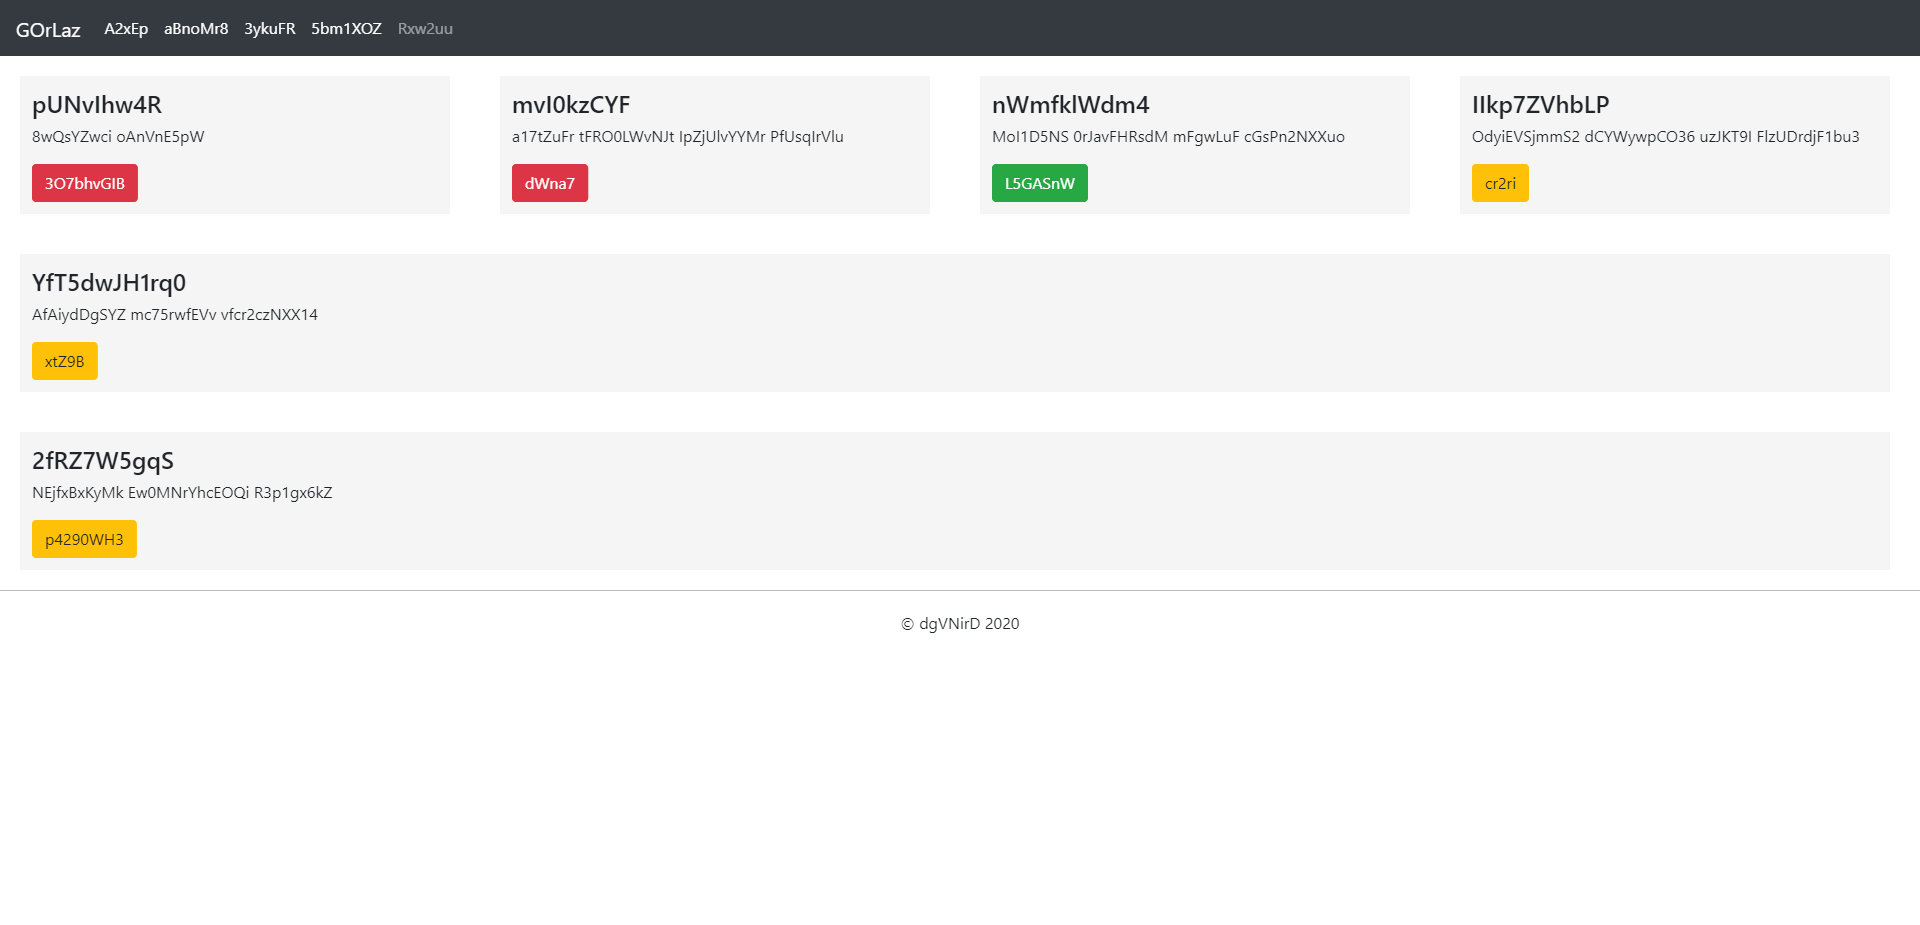 GOrLaz A2xEp aBnoMr8 3ykuFR 5bm1XOZ Rxw2uu
pUNvIhw4R
8wQsYZwci oAnVnE5pW
3O7bhvGIB
mvI0kzCYF
a17tZuFr tFRO0LWvNJt IpZjUlvYYMr PfUsqIrVlu
dWna7
nWmfklWdm4
MoI1D5NS 0rJavFHRsdM mFgwLuF cGsPn2NXXuo
L5GASnW
IIkp7ZVhbLP
OdyiEVSjmmS2 dCYWywpCO36 uzJKT9I FlzUDrdjF1bu3
cr2ri
YfT5dwJH1rq0
AfAiydDgSYZ mc75rwfEVv vfcr2czNXX14
xtZ9B
2fRZ7W5gqS
NEjfxBxKyMk Ew0MNrYhcEOQi R3p1gx6kZ
p4290WH3
© dgVNirD 2020